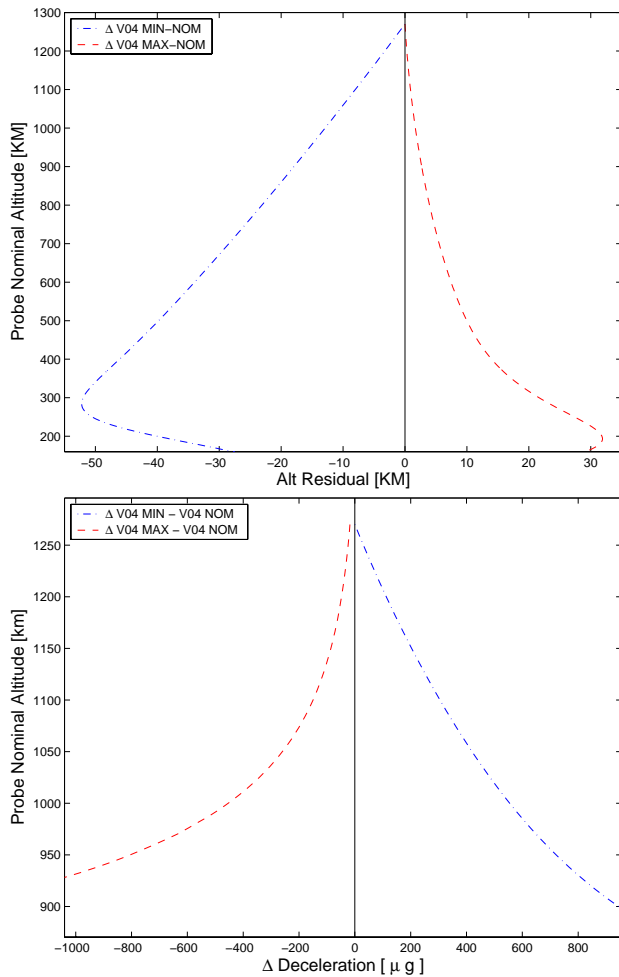 Δ V04 MIN−NOM
Δ V04 MAX−NOM
Probe Nominal Altitude [KM]
1300
1200
1100
1000
900
800
700
600
500
400
300
200
−50 −40 −30 −20 −10 0 10 20 30
Alt Residual [KM]
Δ V04 MIN − V04 NOM
Δ V04 MAX − V04 NOM
Probe Nominal Altitude [km]
1250
1200
1150
1100
1050
1000
950
900
−1000 −800 −600 −400 −200 0 200 400 600 800
Δ Deceleration [ μ g ]